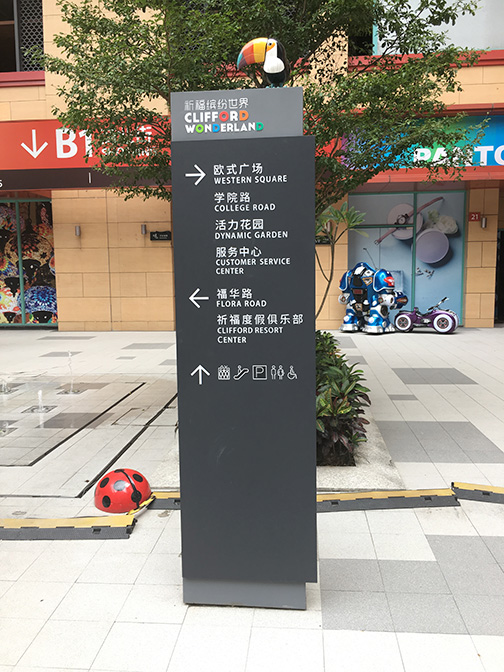 祈福缤纷世界
CLIFFORD
WONDERLAND
B1
PANTO
21
欧式广场
WESTERN SQUARE
学院路
COLLEGE ROAD
活力花园
DYNAMIC GARDEN
服务中心
CUSTOMER SERVICE
CENTER
福华路
FLORA ROAD
祈福度假俱乐部
CLIFFORD RESORT
CENTER
P